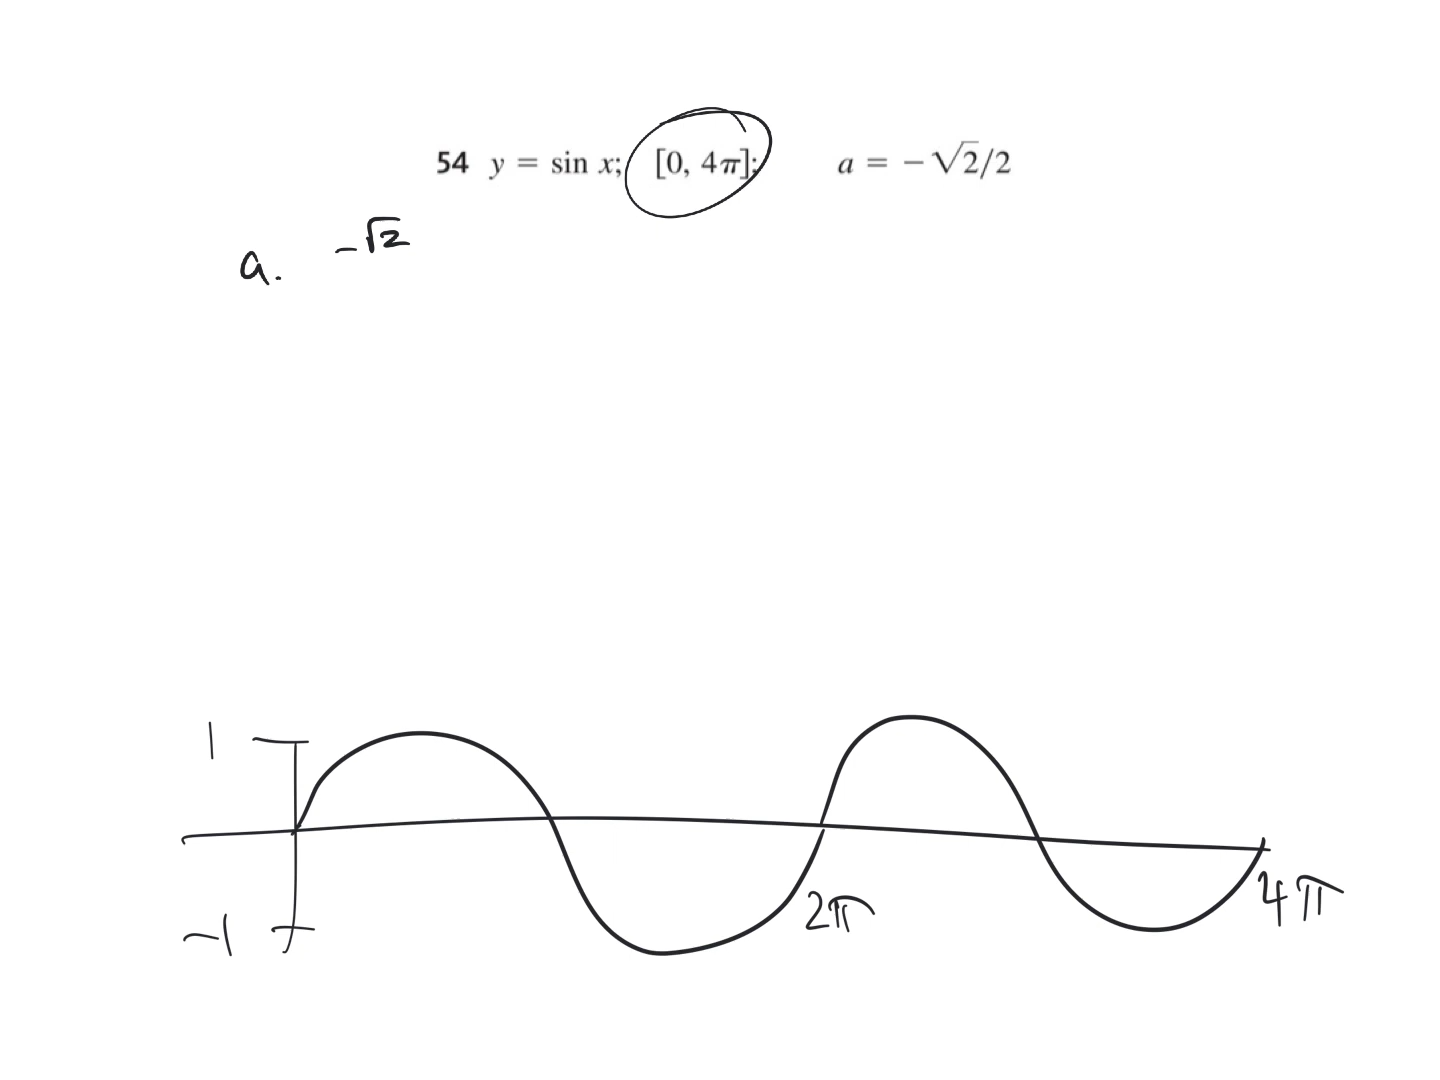 54 y = sin x; [0, 4π]; a = −√2/2
a. −√2
1
−1
2π
4π